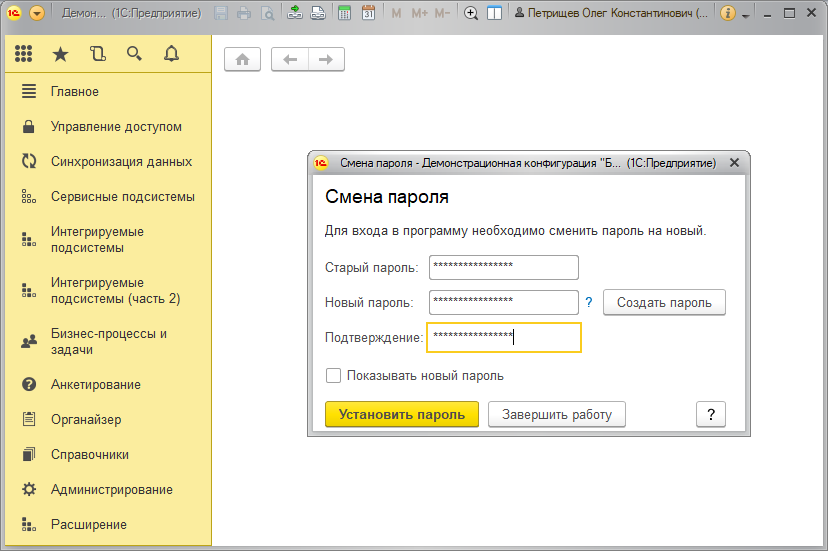 Демон... (1С:Предприятие)
M M+ M-
Петрищев Олег Константинович (...
Главное
Управление доступом
Синхронизация данных
Сервисные подсистемы
Интегрируемые
подсистемы
Интегрируемые
подсистемы (часть 2)
Бизнес-процессы и
задачи
Анкетирование
Органайзер
Справочники
Администрирование
Расширение
Смена пароля - Демонстрационная конфигурация "Б... (1С:Предприятие)
Смена пароля
Для входа в программу необходимо сменить пароль на новый.
Старый пароль: ****************
Новый пароль: **************** ? Создать пароль
Подтверждение: ****************
Показывать новый пароль
Установить пароль Завершить работу ?